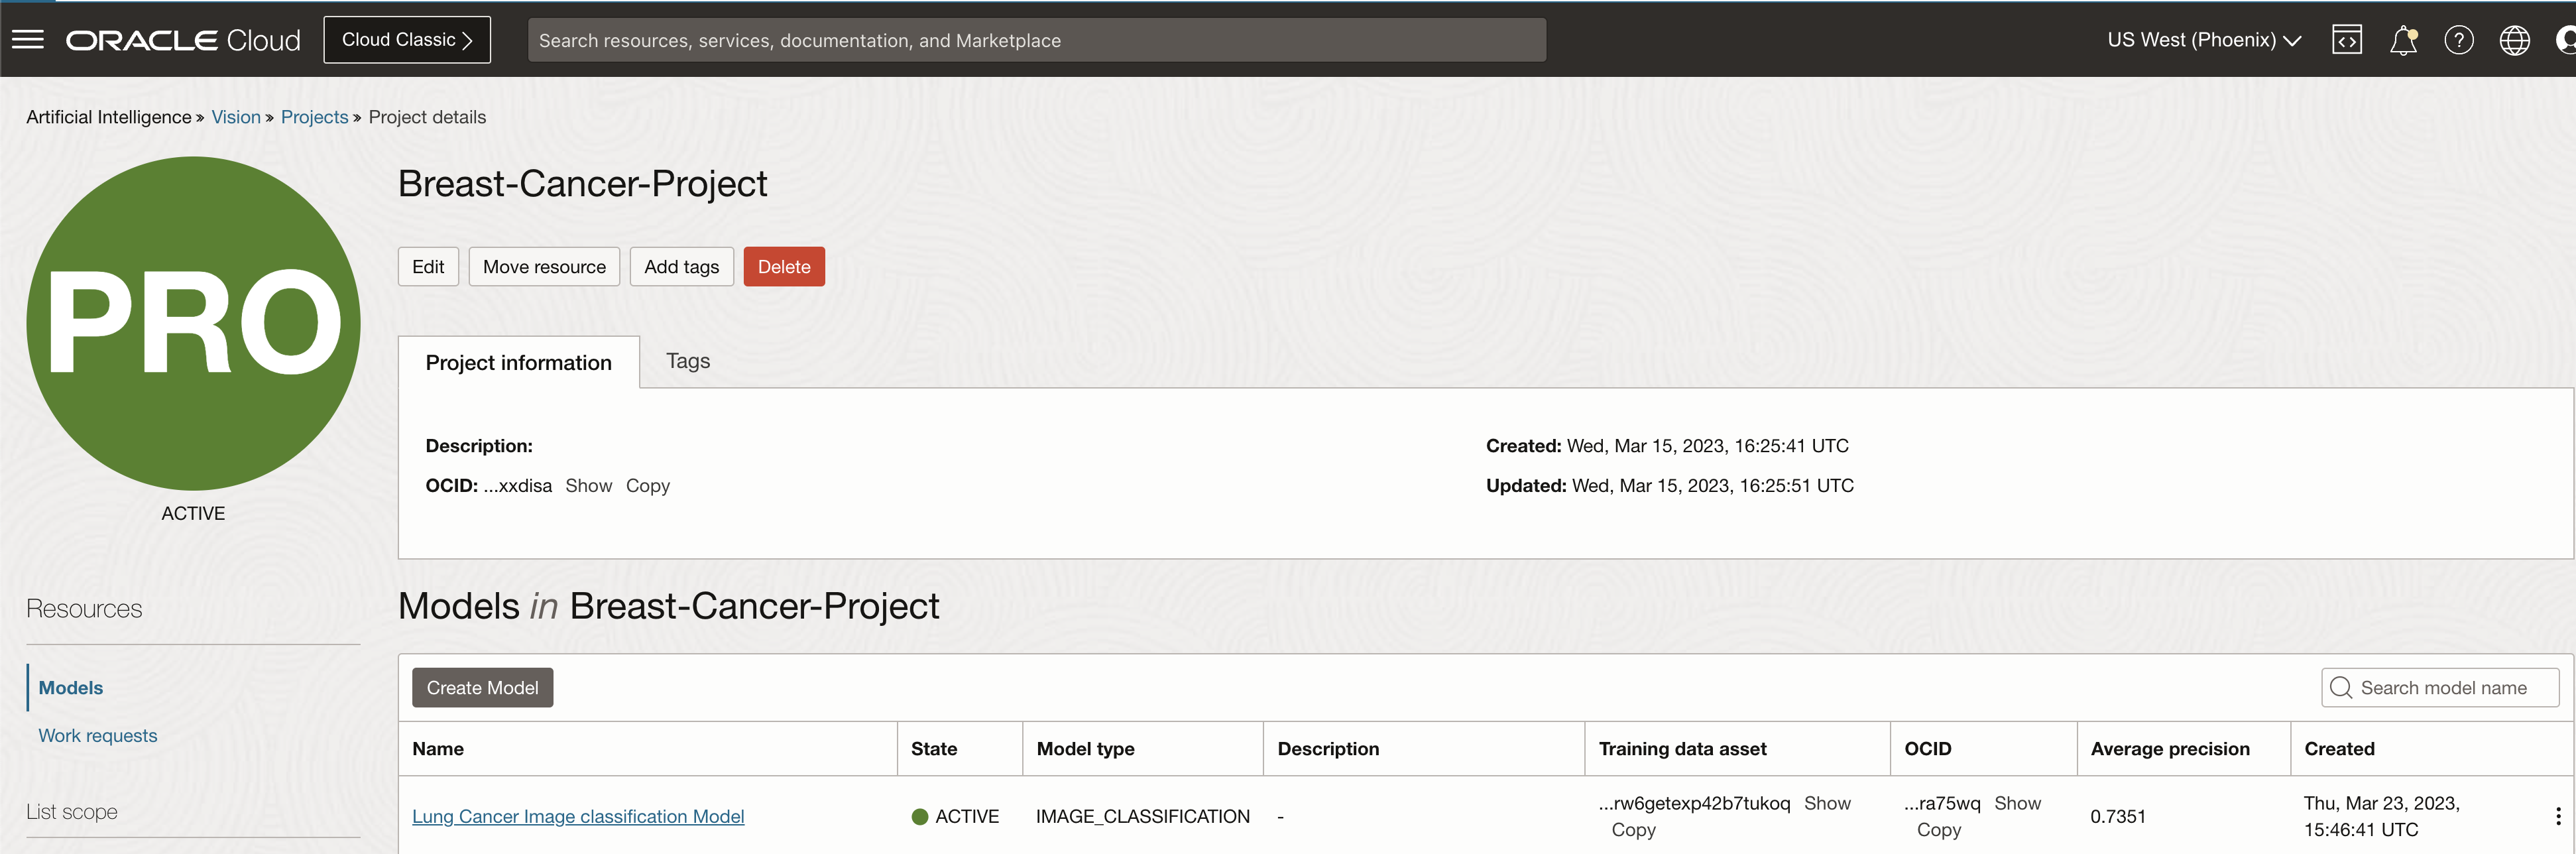 ORACLE Cloud
Cloud Classic
Search resources, services, documentation, and Marketplace
US West (Phoenix)
Artificial Intelligence » Vision » Projects » Project details
PRO
ACTIVE
Breast-Cancer-Project
Edit Move resource Add tags Delete
Project information Tags
Description:
OCID: ...xxdisa Show Copy
Created: Wed, Mar 15, 2023, 16:25:41 UTC
Updated: Wed, Mar 15, 2023, 16:25:51 UTC
Resources
Models
Work requests
List scope
Models in Breast-Cancer-Project
Create Model
Search model name
Name State Model type Description Training data asset OCID Average precision Created
Lung Cancer Image classification Model ACTIVE IMAGE_CLASSIFICATION - ...rw6getexp42b7tukoq Show ...ra75wq Show 0.7351 Thu, Mar 23, 2023,
Copy Copy 15:46:41 UTC